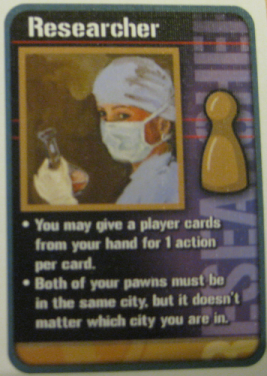 Researcher
• You may give a player cards
from your hand for 1 action
per card.
• Both of your pawns must be
in the same city, but it doesn't
matter which city you are in.
RESEARCHER